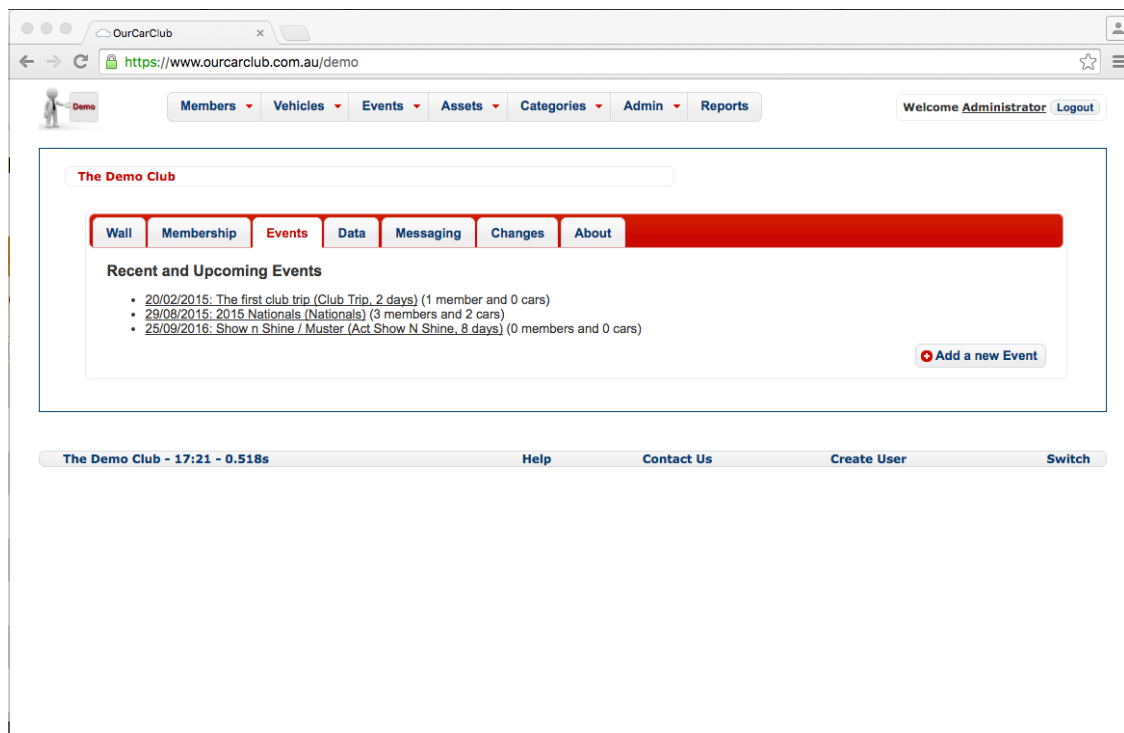 OurCarClub
https://www.ourcarclub.com.au/demo
Demo
Members Vehicles Events Assets Categories Admin Reports
Welcome Administrator Logout
The Demo Club
Wall Membership Events Data Messaging Changes About
Recent and Upcoming Events
20/02/2015: The first club trip (Club Trip, 2 days) (1 member and 0 cars)
29/08/2015: 2015 Nationals (Nationals) (3 members and 2 cars)
25/09/2016: Show n Shine / Muster (Act Show N Shine, 8 days) (0 members and 0 cars)
Add a new Event
The Demo Club - 17:21 - 0.518s Help Contact Us Create User Switch